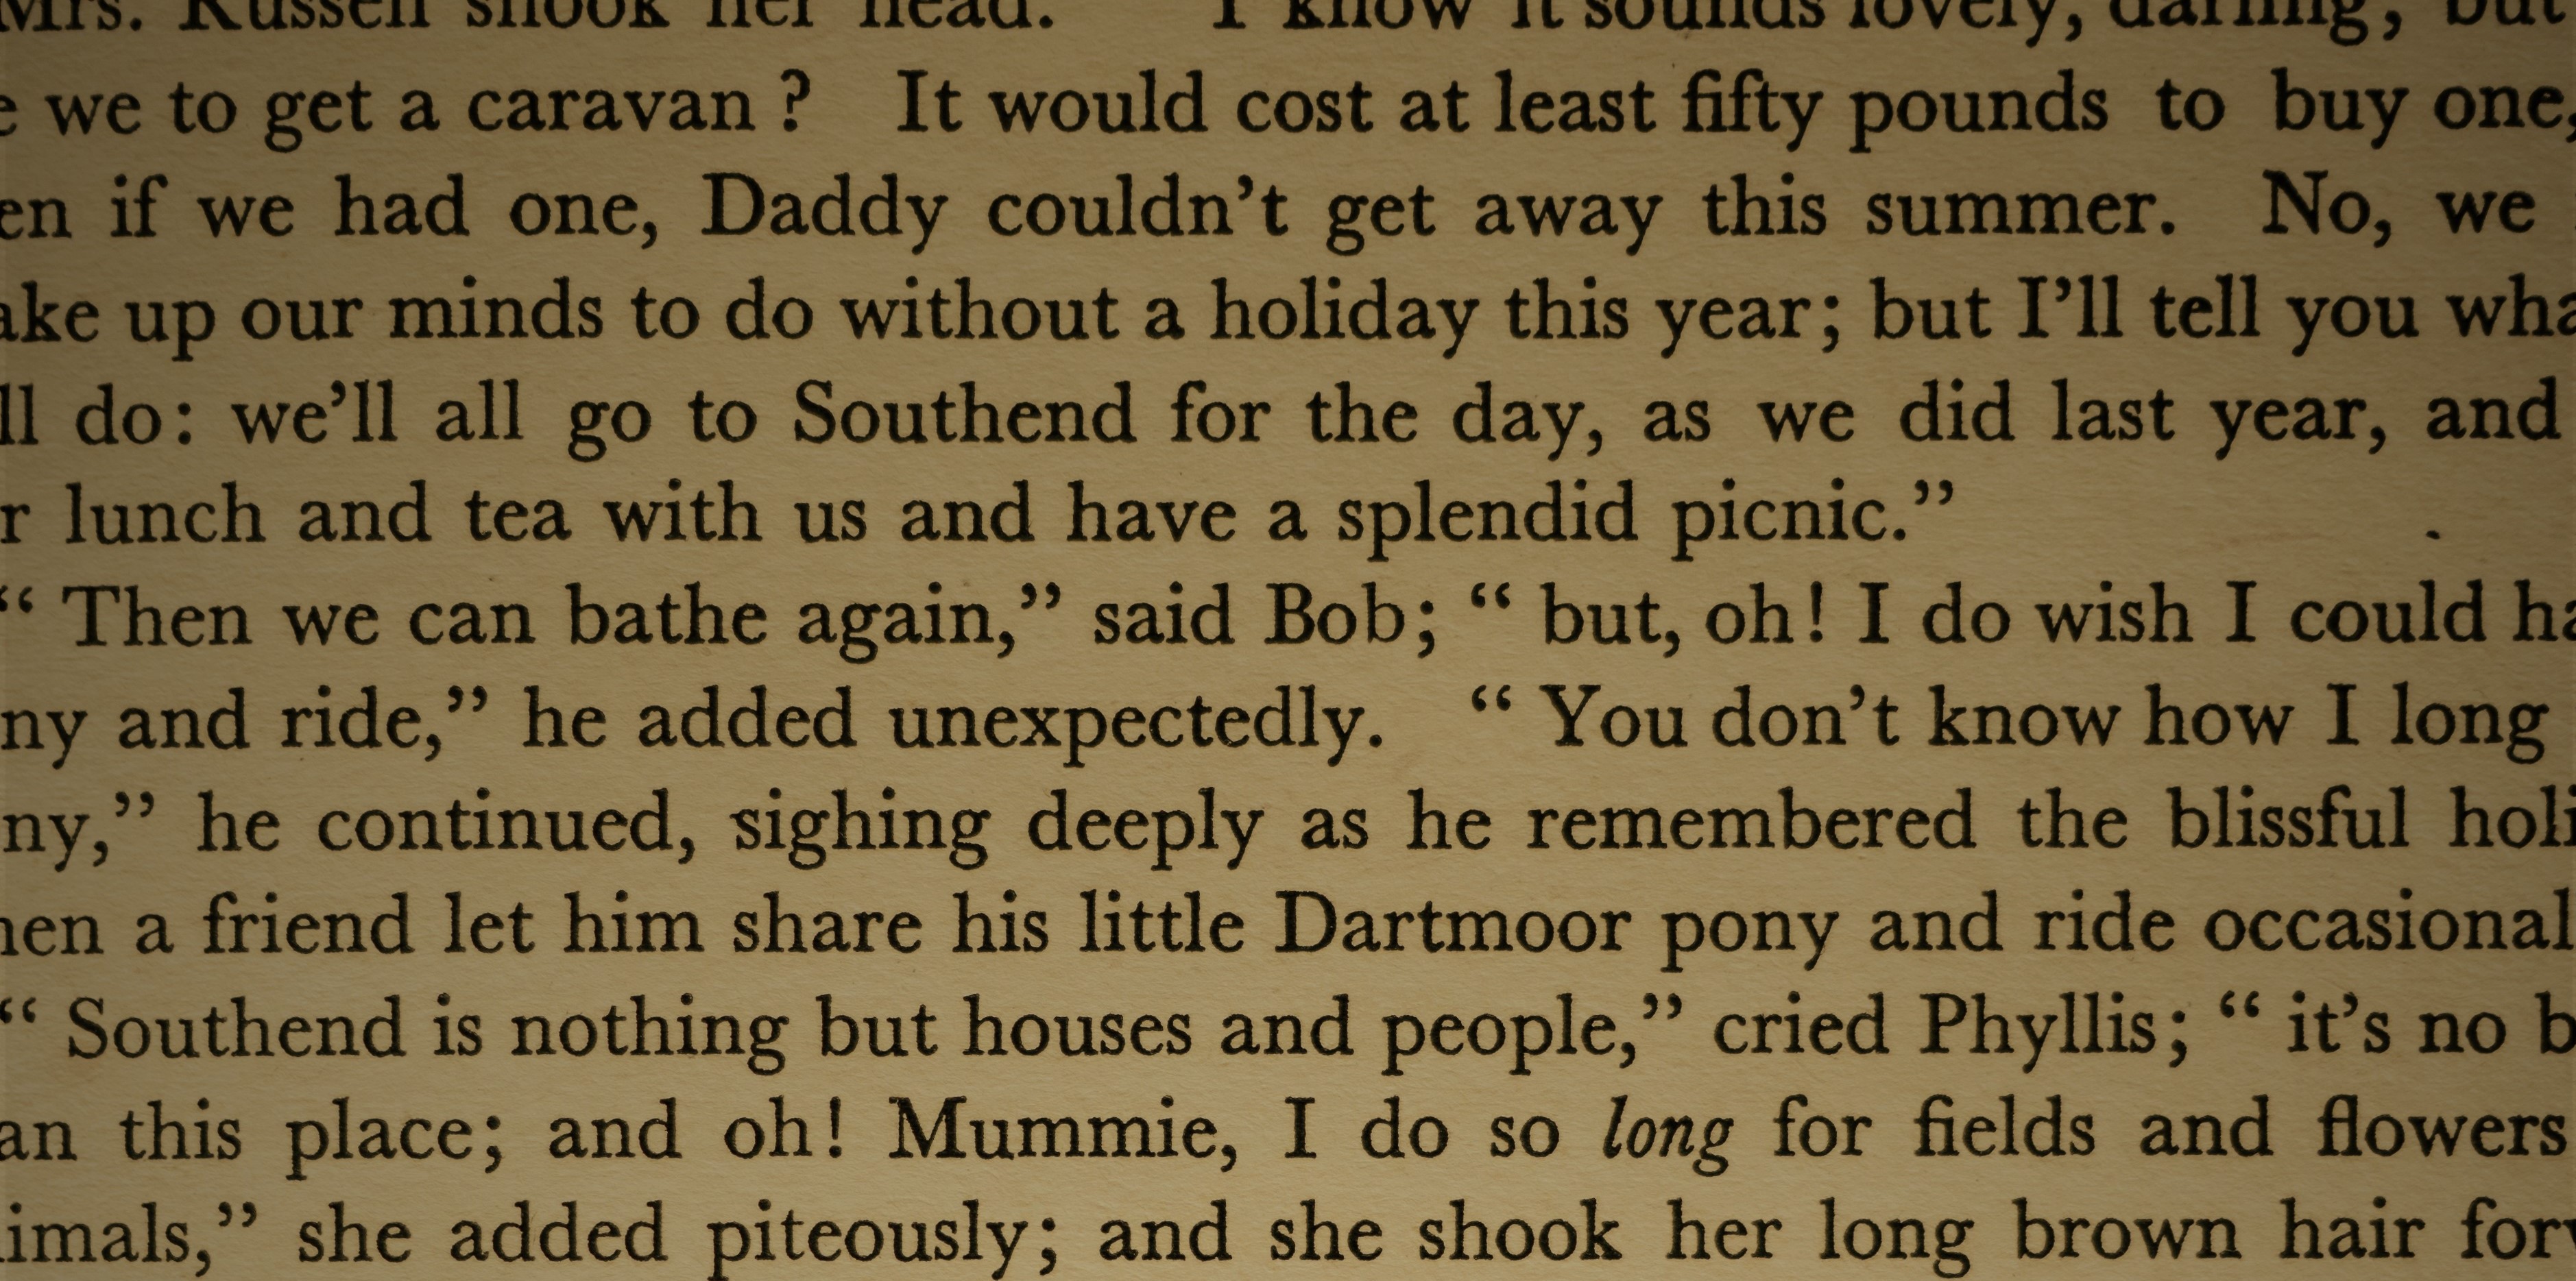 Mrs. Russell shook her head. "I know it sounds lovely, darling, but
we to get a caravan ? It would cost at least fifty pounds to buy one,
en if we had one, Daddy couldn't get away this summer. No, we
ake up our minds to do without a holiday this year; but I'll tell you wha
ll do: we'll all go to Southend for the day, as we did last year, and
r lunch and tea with us and have a splendid picnic."
" Then we can bathe again," said Bob; " but, oh! I do wish I could ha
ny and ride," he added unexpectedly. " You don't know how I long
ny," he continued, sighing deeply as he remembered the blissful holi
hen a friend let him share his little Dartmoor pony and ride occasional
" Southend is nothing but houses and people," cried Phyllis; " it's no b
an this place; and oh! Mummie, I do so long for fields and flowers
imals," she added piteously; and she shook her long brown hair forw